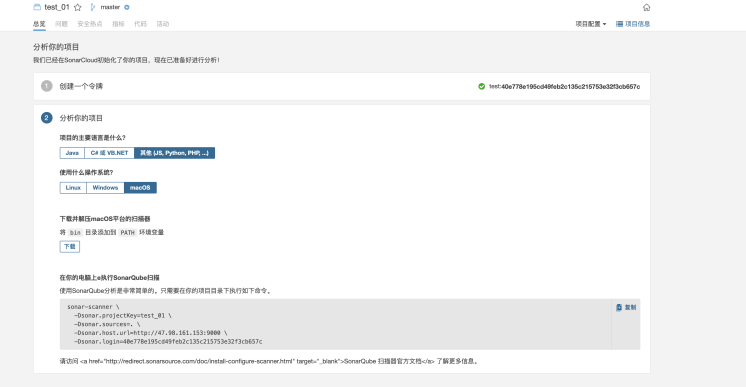 test_01 master
总览 问题 安全热点 指标 代码 活动 项目配置 项目信息
分析你的项目
我们已经在SonarCloud初始化了你的项目，现在已准备好进行分析！
1 创建一个令牌 test:40e778e195cd49feb2c135c215753e32f3cb657c
2 分析你的项目
项目的主要语言是什么？
Java C# 或 VB.NET 其他 (JS, Python, PHP, ...)
使用什么操作系统?
Linux Windows macOS
下载并解压macOS平台的扫描器
将 bin 目录添加到 PATH 环境变量
下载
在你的电脑上e执行SonarQube扫描
使用SonarQube分析是非常简单的，只需要在你的项目目录下执行如下命令。
sonar-scanner \ 复制
-Dsonar.projectKey=test_01 \
-Dsonar.sources=. \
-Dsonar.host.url=http://47.98.161.153:9000 \
-Dsonar.login=40e778e195cd49feb2c135c215753e32f3cb657c
请访问 <a href="http://redirect.sonarsource.com/doc/install-configure-scanner.html" target="_blank">SonarQube 扫描器官方文档</a> 了解更多信息。